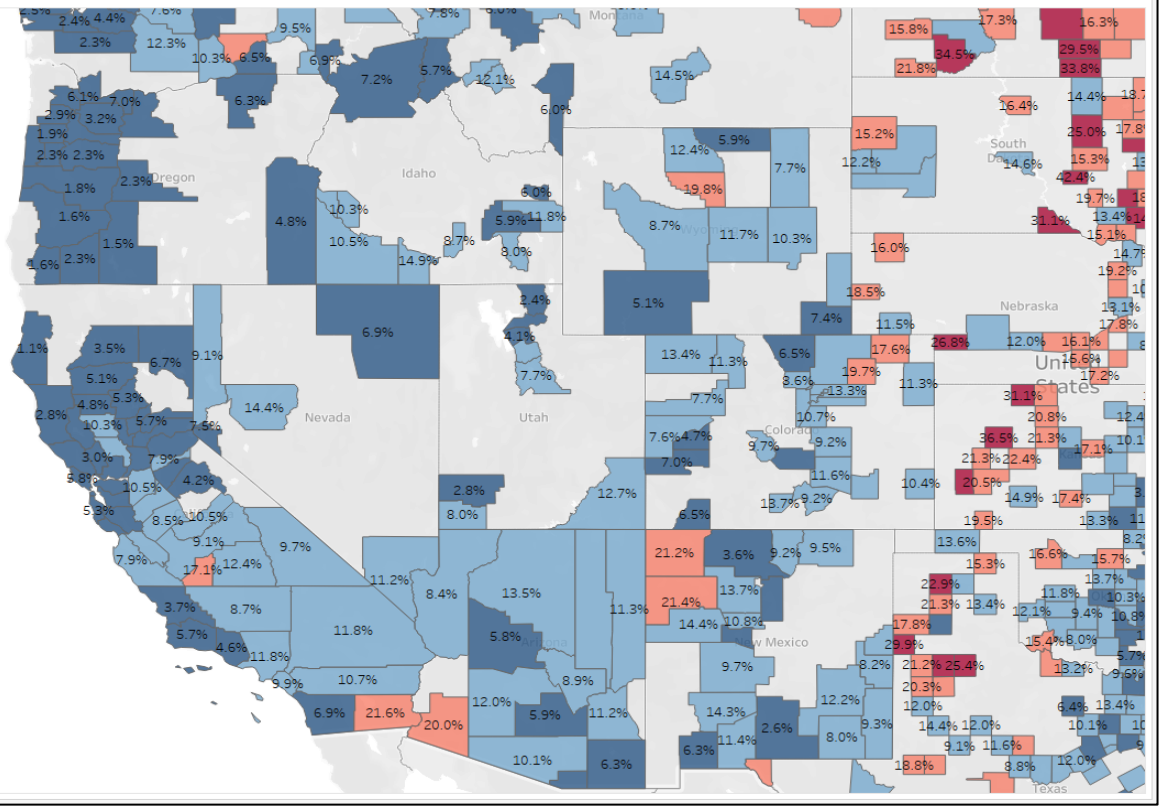 2.4% 4.4% 7.6% 9.5% 7.8% Montana 15.8% 17.3% 16.3%
2.3% 12.3% 10.3% 6.5% 6.9% 34.5% 29.5%
7.2% 5.7% 12.1% 14.5% 21.8% 33.8%
6.1% 7.0% 6.3% 6.0% 16.4% 14.4%
2.9% 3.2%
1.9% 12.4% 5.9% 15.2% 25.0% 17.8%
2.3% 2.3% 7.7% 12.2% South 14.6% 15.3%
1.8% 2.3% Oregon Idaho 19.8% 42.4%
4.8% 10.3% 6.0% 19.7%
1.6% 5.9% 11.8% 8.7% 31.1% 13.4%
1.5% 10.5% 8.7% 8.0% 11.7% 10.3% 16.0% 15.1%
1.6% 2.3% 14.9% 19.2%
2.4% 5.1% 18.5% Nebraska 13.1%
6.9% 4.1% 7.4% 11.5% 17.8%
1.1% 3.5% 6.7% 9.1% 13.4% 11.3% 6.5% 17.6% 26.8% 12.0% 16.1%
5.1% 7.7% 8.6% 19.7% 11.3% United 15.6% 17.2%
4.8% 5.3% 7.7% 13.3% 31.1% States
2.8% 10.3% 5.7% 7.5% 14.4% Nevada Utah 10.7% 20.8%
3.0% 7.9% 7.6% 4.7% 9.7% Colorado 9.2% 36.5% 21.3% 17.1%
5.8% 10.5% 4.2% 7.0% 11.6% 21.3% 22.4%
5.3% 8.5% 10.5% 2.8% 12.7% 13.7% 9.2% 10.4% 20.5% 14.9% 17.4%
8.0% 6.5% 19.5% 13.3%
7.9% 9.1% 9.7% 21.2% 3.6% 9.2% 9.5% 13.6% 16.6% 15.7%
17.1% 12.4% 15.3%
11.2% 8.4% 13.5% 13.7% 22.9% 11.8% 13.7%
3.7% 8.7% 11.3% 21.4% 21.3% 13.4% 12.1% 9.4% 10.3%
5.7% 11.8% 5.8% Arizona 14.4% 10.8% New Mexico 17.8% 15.4% 8.0%
4.6% 11.8% 29.9%
9.9% 10.7% 8.9% 9.7% 8.2% 21.2% 25.4% 13.2%
6.9% 21.6% 20.0% 12.0% 5.9% 11.2% 14.3% 12.2% 20.3%
2.6% 9.3% 12.0% 6.4% 13.4%
6.3% 11.4% 8.0% 14.4% 12.0% 10.1%
10.1% 6.3% 9.1% 11.6%
18.8% 8.8% 12.0%
Texas